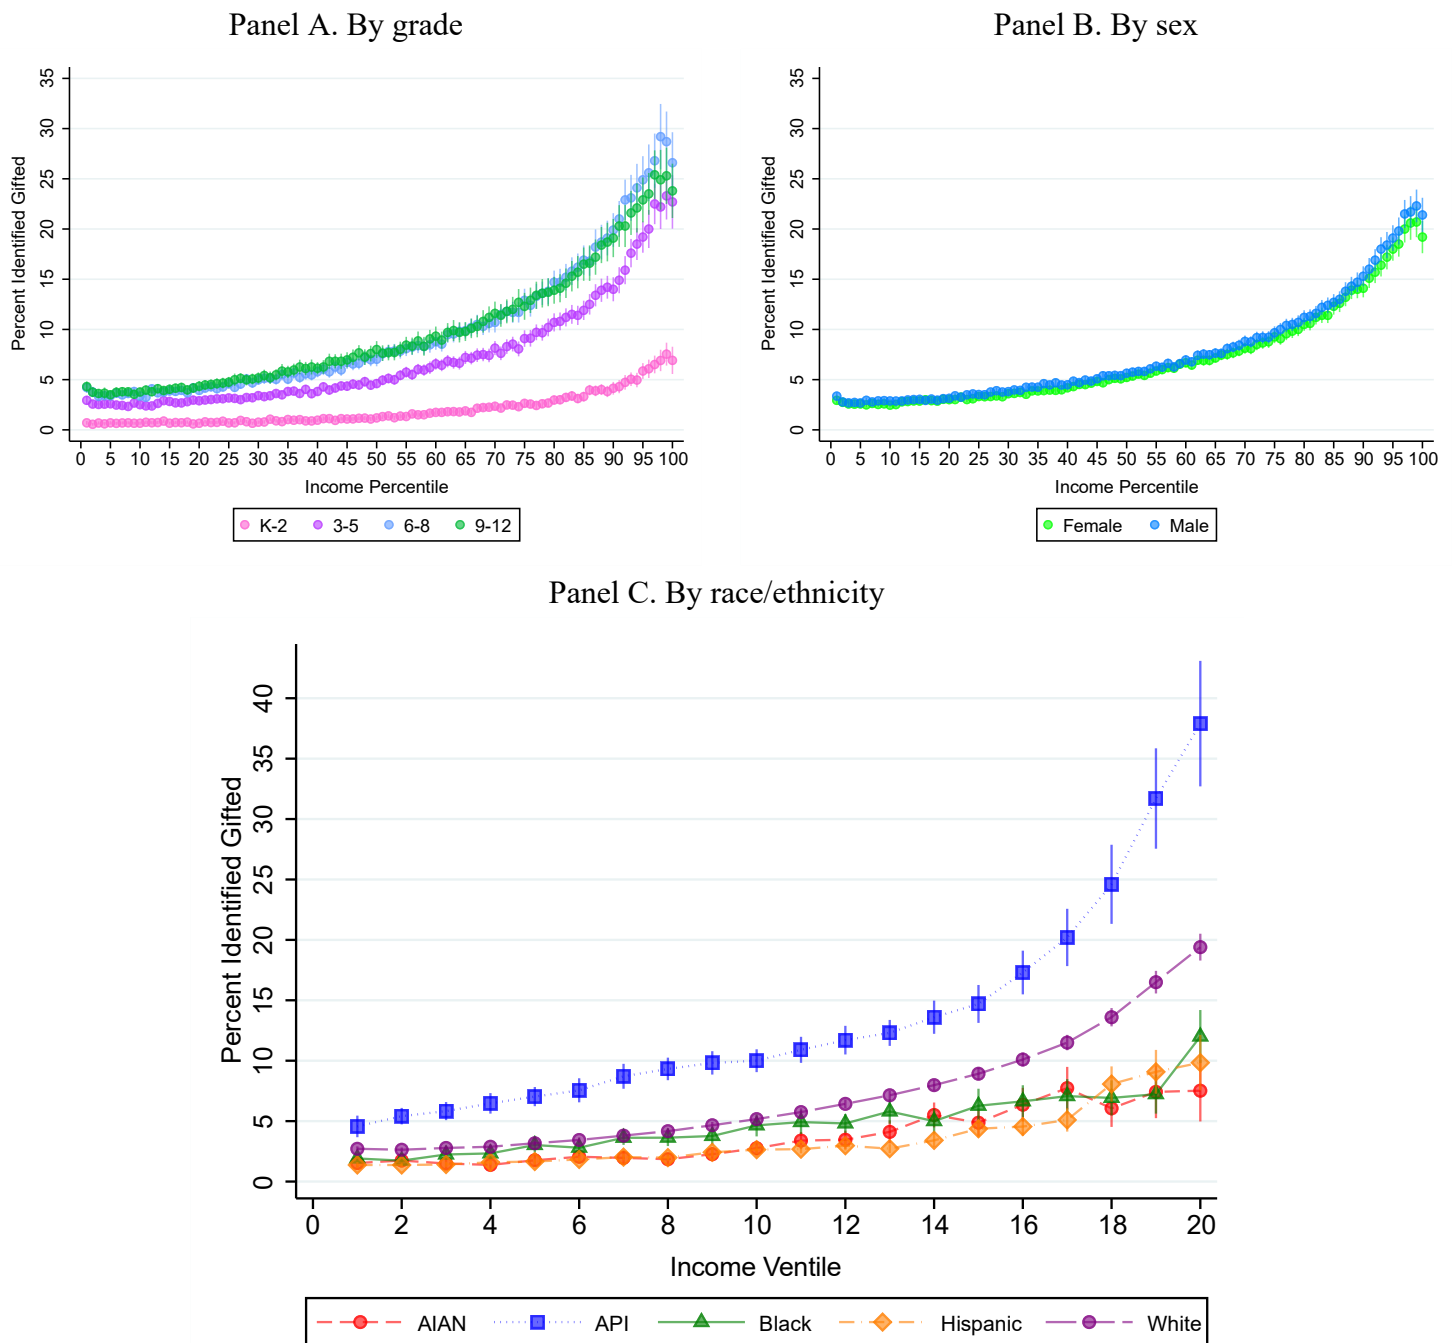 Panel A. By grade
Panel B. By sex
Percent Identified Gifted
35
30
25
20
15
10
5
0
0 5 10 15 20 25 30 35 40 45 50 55 60 65 70 75 80 85 90 95 100
Income Percentile
K-2 3-5 6-8 9-12
Percent Identified Gifted
35
30
25
20
15
10
5
0
0 5 10 15 20 25 30 35 40 45 50 55 60 65 70 75 80 85 90 95 100
Income Percentile
Female Male
Panel C. By race/ethnicity
Percent Identified Gifted
40
35
30
25
20
15
10
5
0
0 2 4 6 8 10 12 14 16 18 20
Income Ventile
AIAN API Black Hispanic White